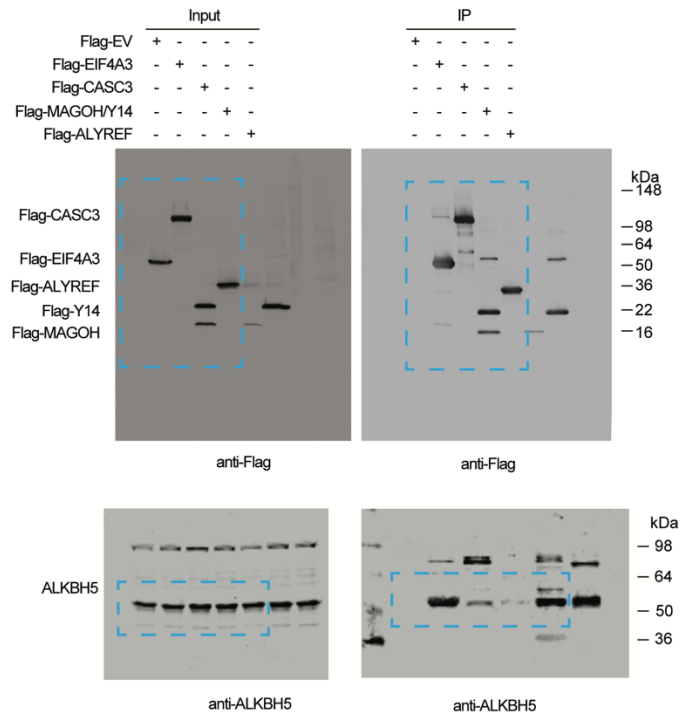 Input IP
Flag-EV + - - - - + - - - -
Flag-EIF4A3 - + - - - - + - - -
Flag-CASC3 - - + - - - - + - -
Flag-MAGOH/Y14 - - - + - - - - + -
Flag-ALYREF - - - - + - - - - +
kDa
Flag-CASC3
Flag-EIF4A3
Flag-ALYREF
Flag-Y14
Flag-MAGOH
–148
–98
–64
–50
–36
–22
–16
anti-Flag anti-Flag
kDa
ALKBH5
–98
–64
–50
–36
anti-ALKBH5 anti-ALKBH5